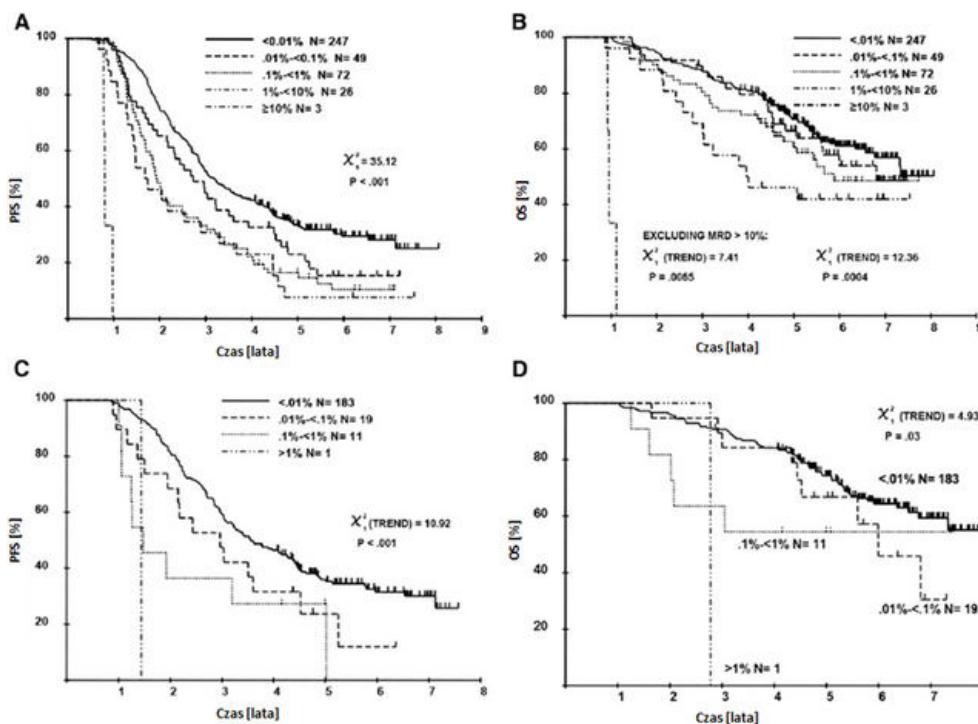 A
100
80
60
40
20
PFS [%]
<0.01% N= 247
.01%-<0.1% N= 49
.1%-<1% N= 72
1%-<10% N= 26
≥10% N= 3
χ²₁ = 35.12
P < .001
1 2 3 4 5 6 7 8 9
Czas [lata]
B
100
80
60
40
20
OS [%]
<.01% N= 247
.01%-<.1% N= 49
.1%-<1% N= 72
1%-<10% N= 26
≥10% N= 3
EXCLUDING MRD > 10%:
χ²₁ (TREND) = 7.41
P = .0065
χ²₁ (TREND) = 12.36
P = .0004
1 2 3 4 5 6 7 8 9
Czas [lata]
C
100
80
60
40
20
PFS [%]
<.01% N= 183
.01%-<.1% N= 19
.1%-<1% N= 11
>1% N= 1
χ²₁ (TREND) = 10.92
P < .001
1 2 3 4 5 6 7 8
Czas [lata]
D
100
80
60
40
20
OS [%]
χ²₁ (TREND) = 4.93
P = .03
<.01% N= 183
.1%-<1% N= 11
.01%-<.1% N= 19
>1% N= 1
1 2 3 4 5 6 7
Czas [lata]